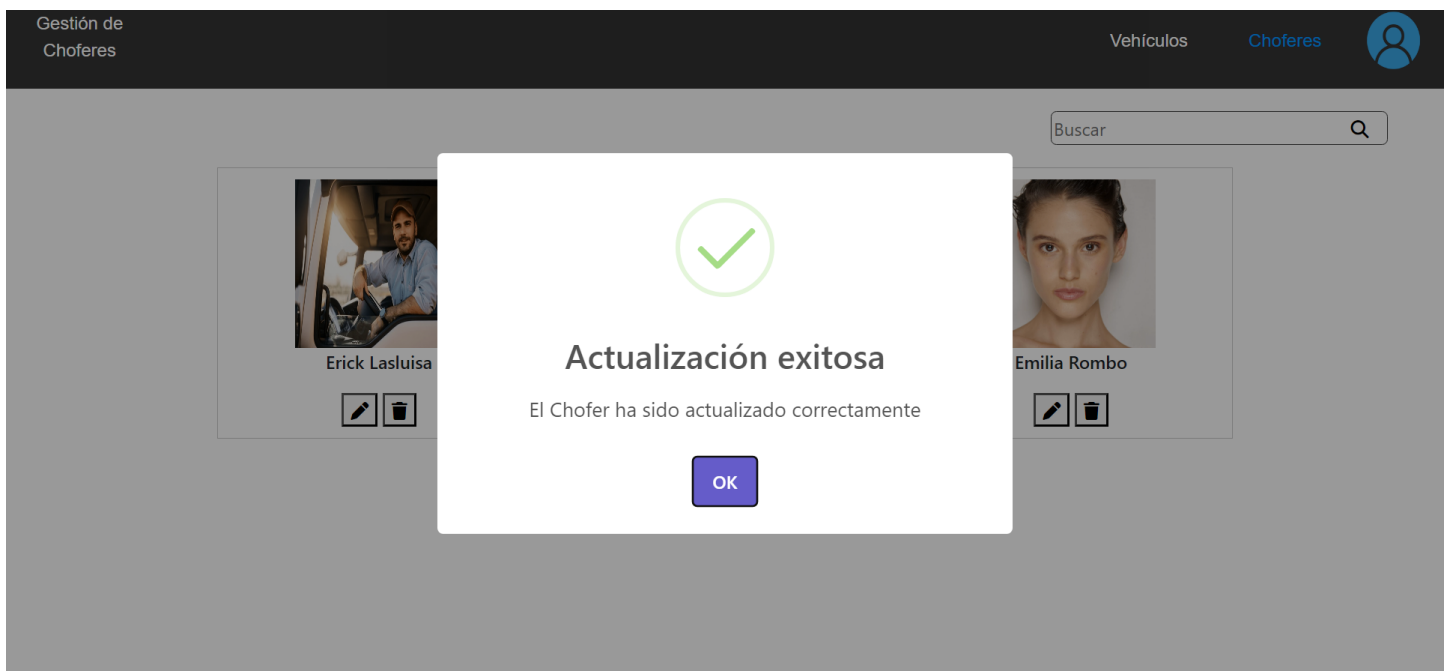 Gestión de
Choferes
Vehículos
Choferes
Buscar
Erick Lasluisa
Emilia Rombo
Actualización exitosa
El Chofer ha sido actualizado correctamente
OK